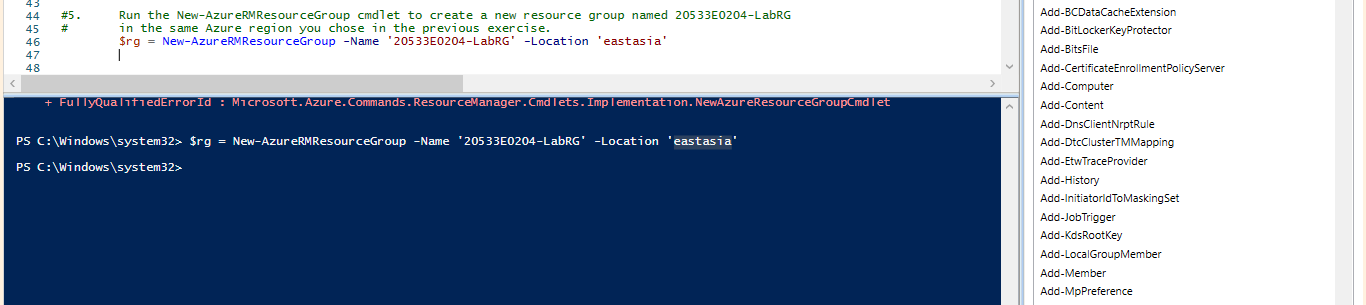 43
44 #5. Run the New-AzureRMResourceGroup cmdlet to create a new resource group named 20533E0204-LabRG
45 # in the same Azure region you chose in the previous exercise.
46 $rg = New-AzureRMResourceGroup -Name '20533E0204-LabRG' -Location 'eastasia'
47
48
+ FullyQualifiedErrorId : Microsoft.Azure.Commands.ResourceManager.Cmdlets.Implementation.NewAzureResourceGroupCmdlet
PS C:\Windows\system32> $rg = New-AzureRMResourceGroup -Name '20533E0204-LabRG' -Location 'eastasia'
PS C:\Windows\system32>
Add-BCDataCacheExtension
Add-BitLockerKeyProtector
Add-BitsFile
Add-CertificateEnrollmentPolicyServer
Add-Computer
Add-Content
Add-DnsClientNrptRule
Add-DtcClusterTMMapping
Add-EtwTraceProvider
Add-History
Add-InitiatorIdToMaskingSet
Add-JobTrigger
Add-KdsRootKey
Add-LocalGroupMember
Add-Member
Add-MpPreference